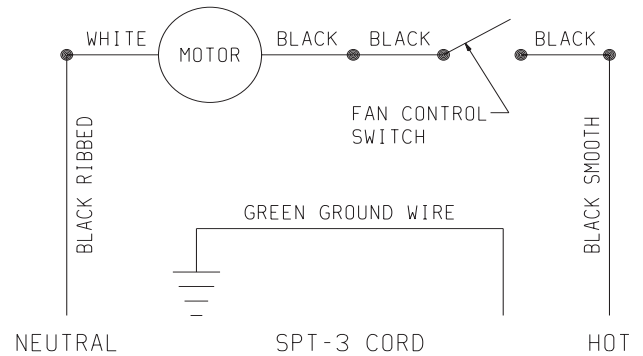 WHITE
MOTOR
BLACK
BLACK
BLACK
FAN CONTROL
SWITCH
BLACK RIBBED
BLACK SMOOTH
GREEN GROUND WIRE
NEUTRAL
SPT-3 CORD
HOT